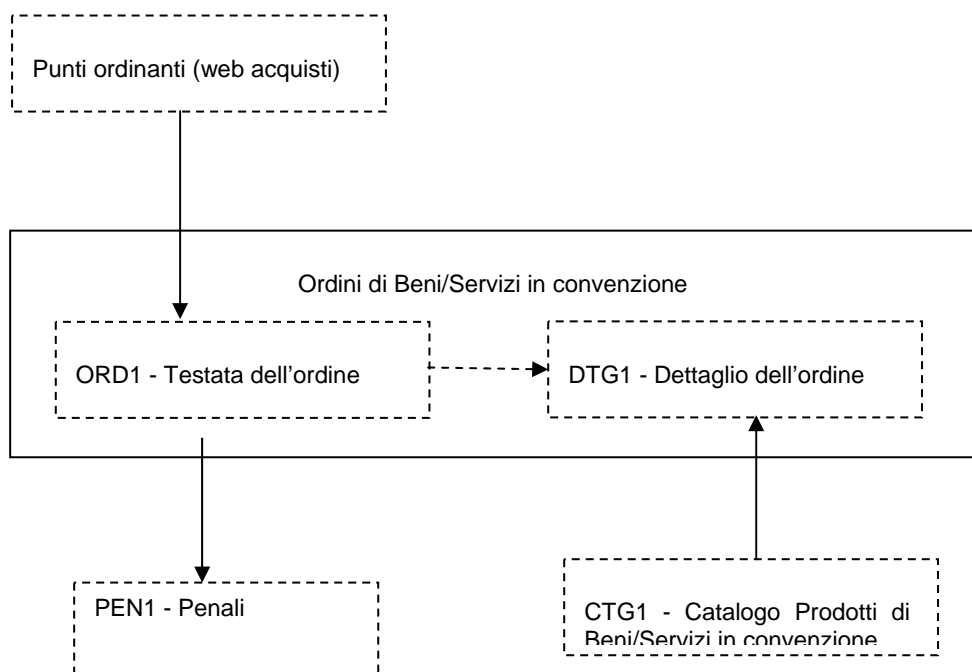 Punti ordinanti (web acquisti)
Ordini di Beni/Servizi in convenzione
ORD1 - Testata dell'ordine
DTG1 - Dettaglio dell'ordine
PEN1 - Penali
CTG1 - Catalogo Prodotti di
Beni/Servizi in convenzione